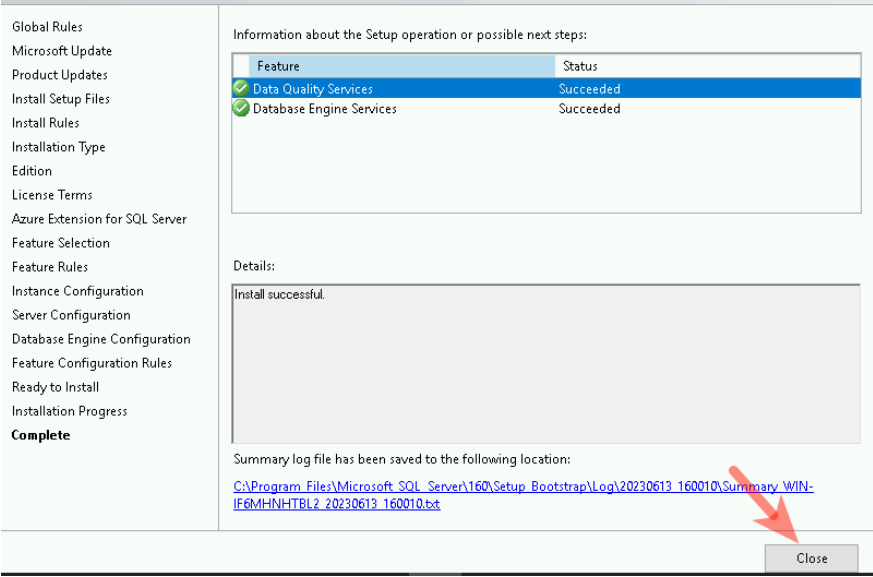 Global Rules
Microsoft Update
Product Updates
Install Setup Files
Install Rules
Installation Type
Edition
License Terms
Azure Extension for SQL Server
Feature Selection
Feature Rules
Instance Configuration
Server Configuration
Database Engine Configuration
Feature Configuration Rules
Ready to Install
Installation Progress
Complete
Information about the Setup operation or possible next steps:
Feature Status
Data Quality Services Succeeded
Database Engine Services Succeeded
Details:
Install successful.
Summary log file has been saved to the following location:
C:\Program Files\Microsoft SQL Server\160\Setup Bootstrap\Log\20230613_160010\Summary_WIN-
IF6MHNHTBL2_20230613_160010.txt
Close